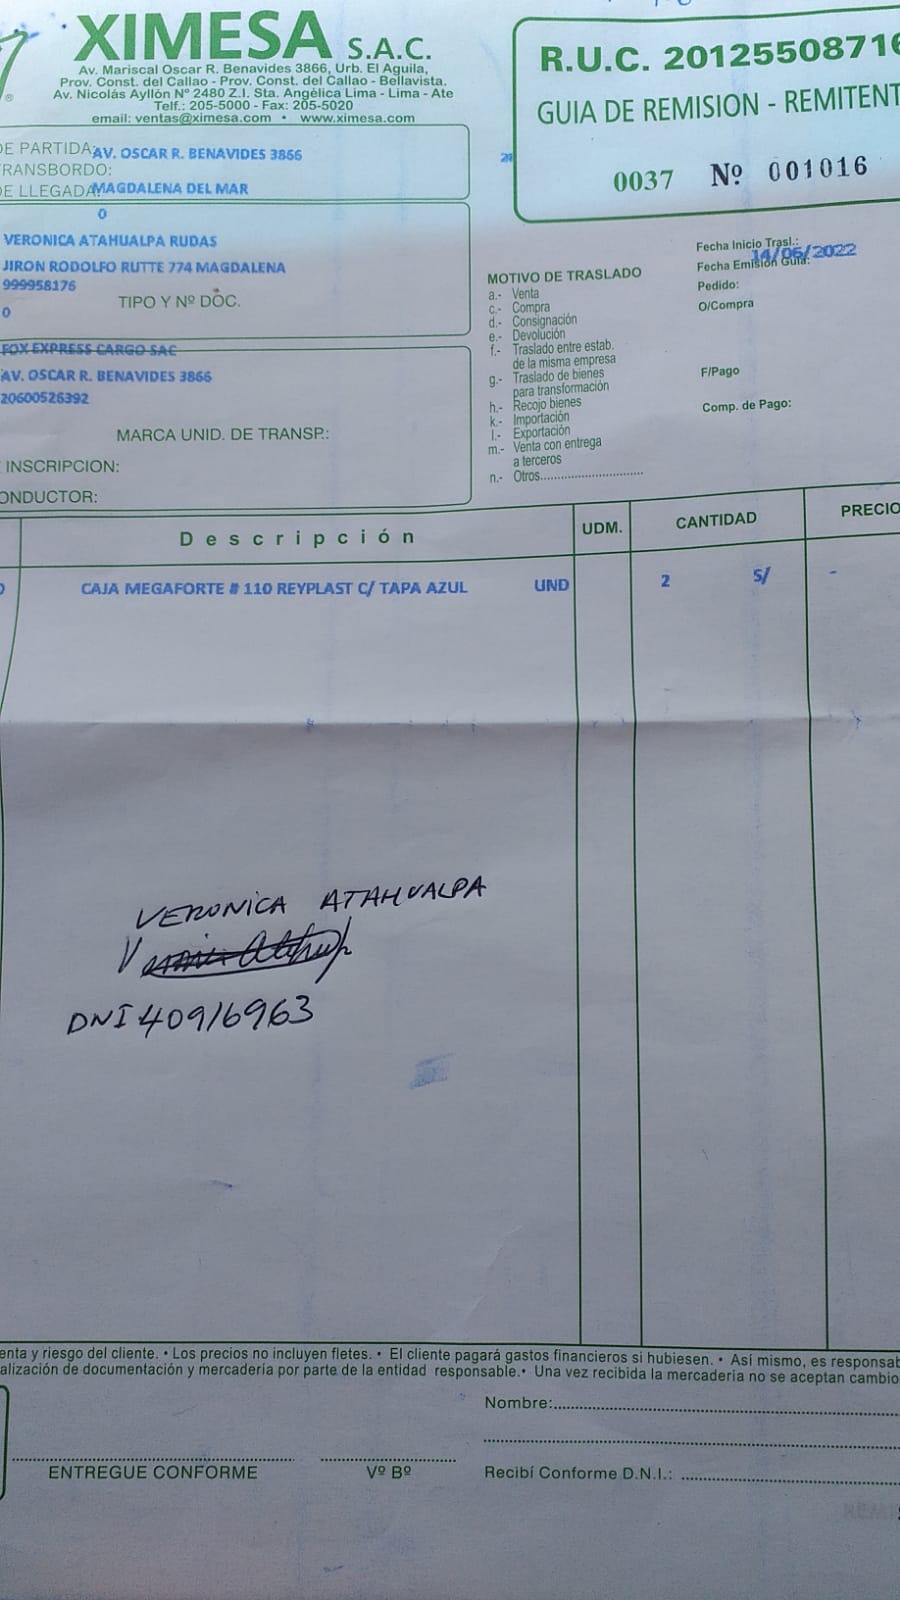 XIMESA S.A.C.
Av. Mariscal Oscar R. Benavides 3866, Urb. El Aguila,
Prov. Const. del Callao - Prov. Const. del Callao - Bellavista.
Av. Nicolás Ayllón Nº 2480 Z.I. Sta. Angélica Lima - Lima - Ate
Telf.: 205-5000 - Fax: 205-5020
email: ventas@ximesa.com • www.ximesa.com
R.U.C. 2012550871
GUIA DE REMISION - REMITENT
0037 Nº 001016
DE PARTIDA: AV. OSCAR R. BENAVIDES 3866
TRANSBORDO:
DE LLEGADA: MAGDALENA DEL MAR
0
VERONICA ATAHUALPA RUDAS
JIRON RODOLFO RUTTE 774 MAGDALENA
999958176
TIPO Y Nº DOC.
0
FOX EXPRESS CARGO SAC
AV. OSCAR R. BENAVIDES 3866
20600526392
MARCA UNID. DE TRANSP.:
INSCRIPCION:
ONDUCTOR:
MOTIVO DE TRASLADO
a.- Venta
c.- Compra
d.- Consignación
e.- Devolución
f.- Traslado entre estab.
de la misma empresa
g.- Traslado de bienes
para transformación
h.- Recojo bienes
k.- Importación
l.- Exportación
m.- Venta con entrega
a terceros
n.- Otros
Fecha Inicio Trasl.:
14/06/2022
Fecha Emisión Guia:
Pedido:
O/Compra
F/Pago
Comp. de Pago:
Descripción UDM. CANTIDAD PRECIO
CAJA MEGAFORTE # 110 REYPLAST C/ TAPA AZUL UND 2 S/ -
VERONICA ATAHUALPA
DNI 40916963
enta y riesgo del cliente. • Los precios no incluyen fletes. • El cliente pagará gastos financieros si hubiesen. • Así mismo, es responsab
alización de documentación y mercadería por parte de la entidad responsable. • Una vez recibida la mercadería no se aceptan cambio
Nombre:
ENTREGUE CONFORME Vº Bº Recibí Conforme D.N.I.: